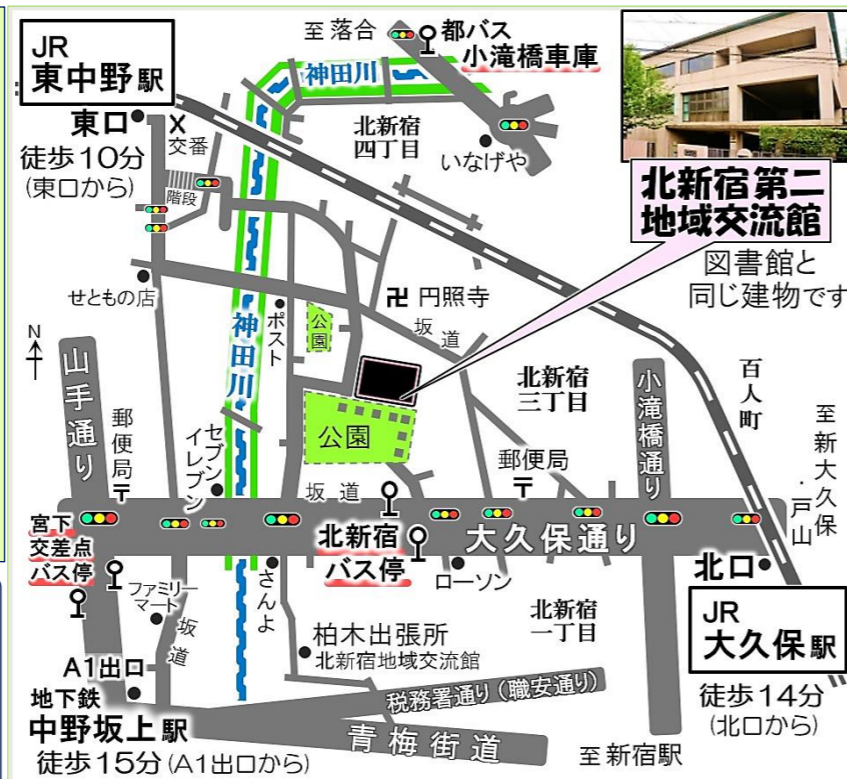 JR
東中野駅
東口
徒歩10分
(東口から)
X
交番
階段
至落合
都バス
小滝橋車庫
神田川
北新宿
四丁目
いなげや
北新宿第二
地域交流館
図書館と
同じ建物です
せともの店
ポスト
公園
卍円照寺
坂道
神田川
N
山手通り
郵便局
〒
セブン
イレブン
公園
坂道
北新宿
三丁目
郵便局
〒
小滝橋通り
百人町
至新大久保
・戸山
宮下
交差点
バス停
北新宿
バス停
大久保通り
北口
JR
大久保駅
徒歩14分
(北口から)
ファミリー
マート
坂道
さんよ
ローソン
北新宿
一丁目
柏木出張所
北新宿地域交流館
A1出口
地下鉄
中野坂上駅
徒歩15分(A1出口から)
税務署通り(職安通り)
青梅街道
至新宿駅